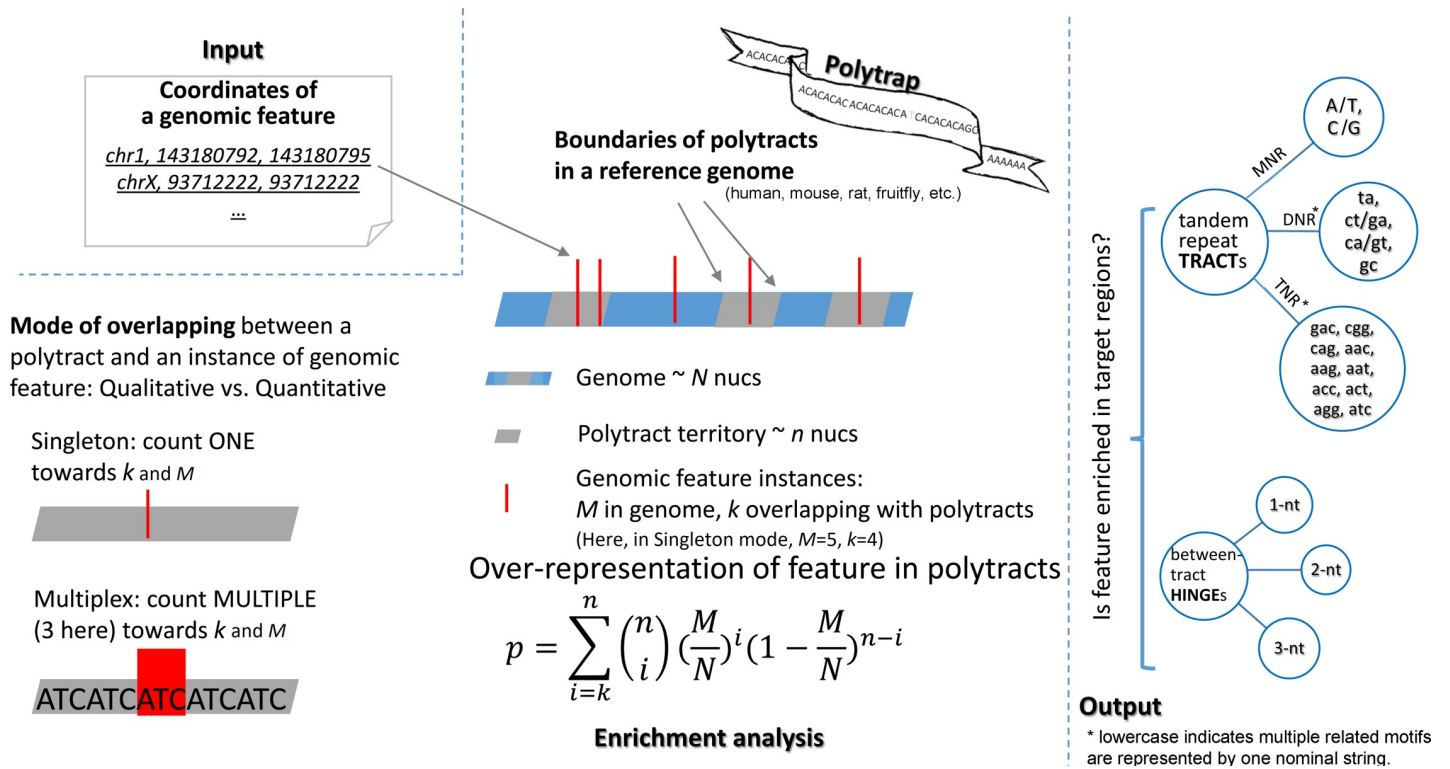 Input
Coordinates of
a genomic feature
chr1, 143180792, 143180795
chrX, 93712222, 93712222
...
Mode of overlapping between a
polytract and an instance of genomic
feature: Qualitative vs. Quantitative
Singleton: count ONE
towards k and M
Multiplex: count MULTIPLE
(3 here) towards k and M
ATCATCATCATCATC
Polytrap
ACACACA C
ACACACAC ACACACACA T CACACACAGC
AAAAAA
Boundaries of polytracts
in a reference genome
(human, mouse, rat, fruitfly, etc.)
Genome ~ N nucs
Polytract territory ~ n nucs
Genomic feature instances:
M in genome, k overlapping with polytracts
(Here, in Singleton mode, M=5, k=4)
Over-representation of feature in polytracts
p = ∑_{i=k}^{n} \binom{n}{i} (\frac{M}{N})^i (1 − \frac{M}{N})^{n−i}
Enrichment analysis
Is feature enriched in target regions?
tandem
repeat
TRACTs
MNR
A/T,
C/G
DNR*
ta,
ct/ga,
ca/gt,
gc
TNR*
gac, cgg,
cag, aac,
aag, aat,
acc, act,
agg, atc
between-
tract
HINGEs
1-nt
2-nt
3-nt
Output
* lowercase indicates multiple related motifs
are represented by one nominal string.